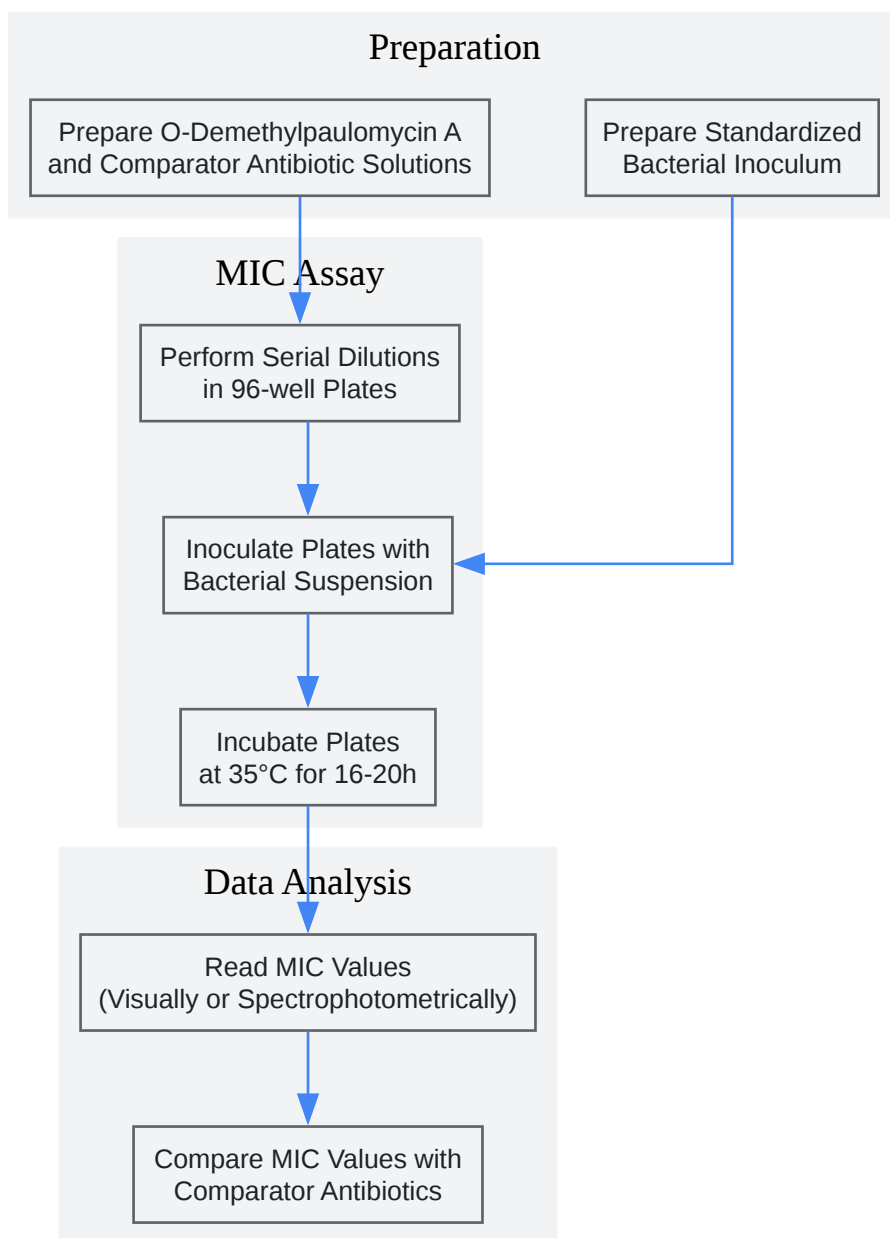 Preparation
Prepare O-Demethylpaulomycin A
and Comparator Antibiotic Solutions
Prepare Standardized
Bacterial Inoculum
MIC Assay
Perform Serial Dilutions
in 96-well Plates
Inoculate Plates with
Bacterial Suspension
Incubate Plates
at 35°C for 16-20h
Data Analysis
Read MIC Values
(Visually or Spectrophotometrically)
Compare MIC Values with
Comparator Antibiotics